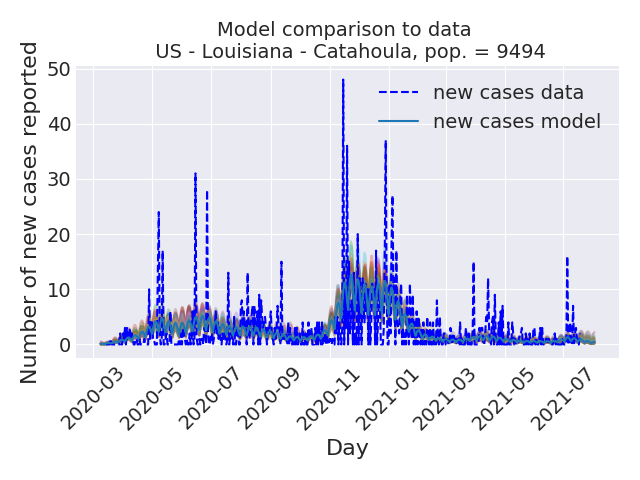 Model comparison to data
US - Louisiana - Catahoula, pop. = 9494
Number of new cases reported
50
40
30
20
10
0
new cases data
new cases model
2020-03
2020-05
2020-07
2020-09
2020-11
2021-01
2021-03
2021-05
2021-07
Day